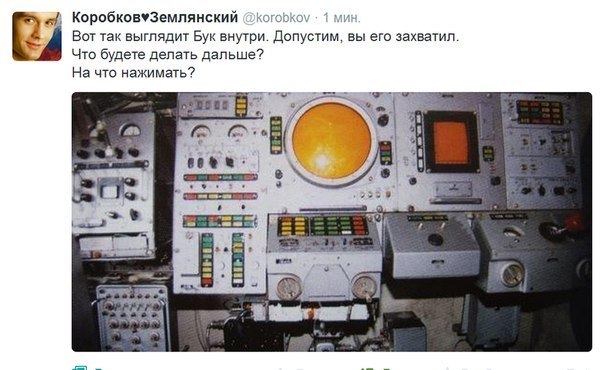 Коробков♥Землянский @korobkov · 1 мин.
Вот так выглядит Бук внутри. Допустим, вы его захватил.
Что будете делать дальше?
На что нажимать?